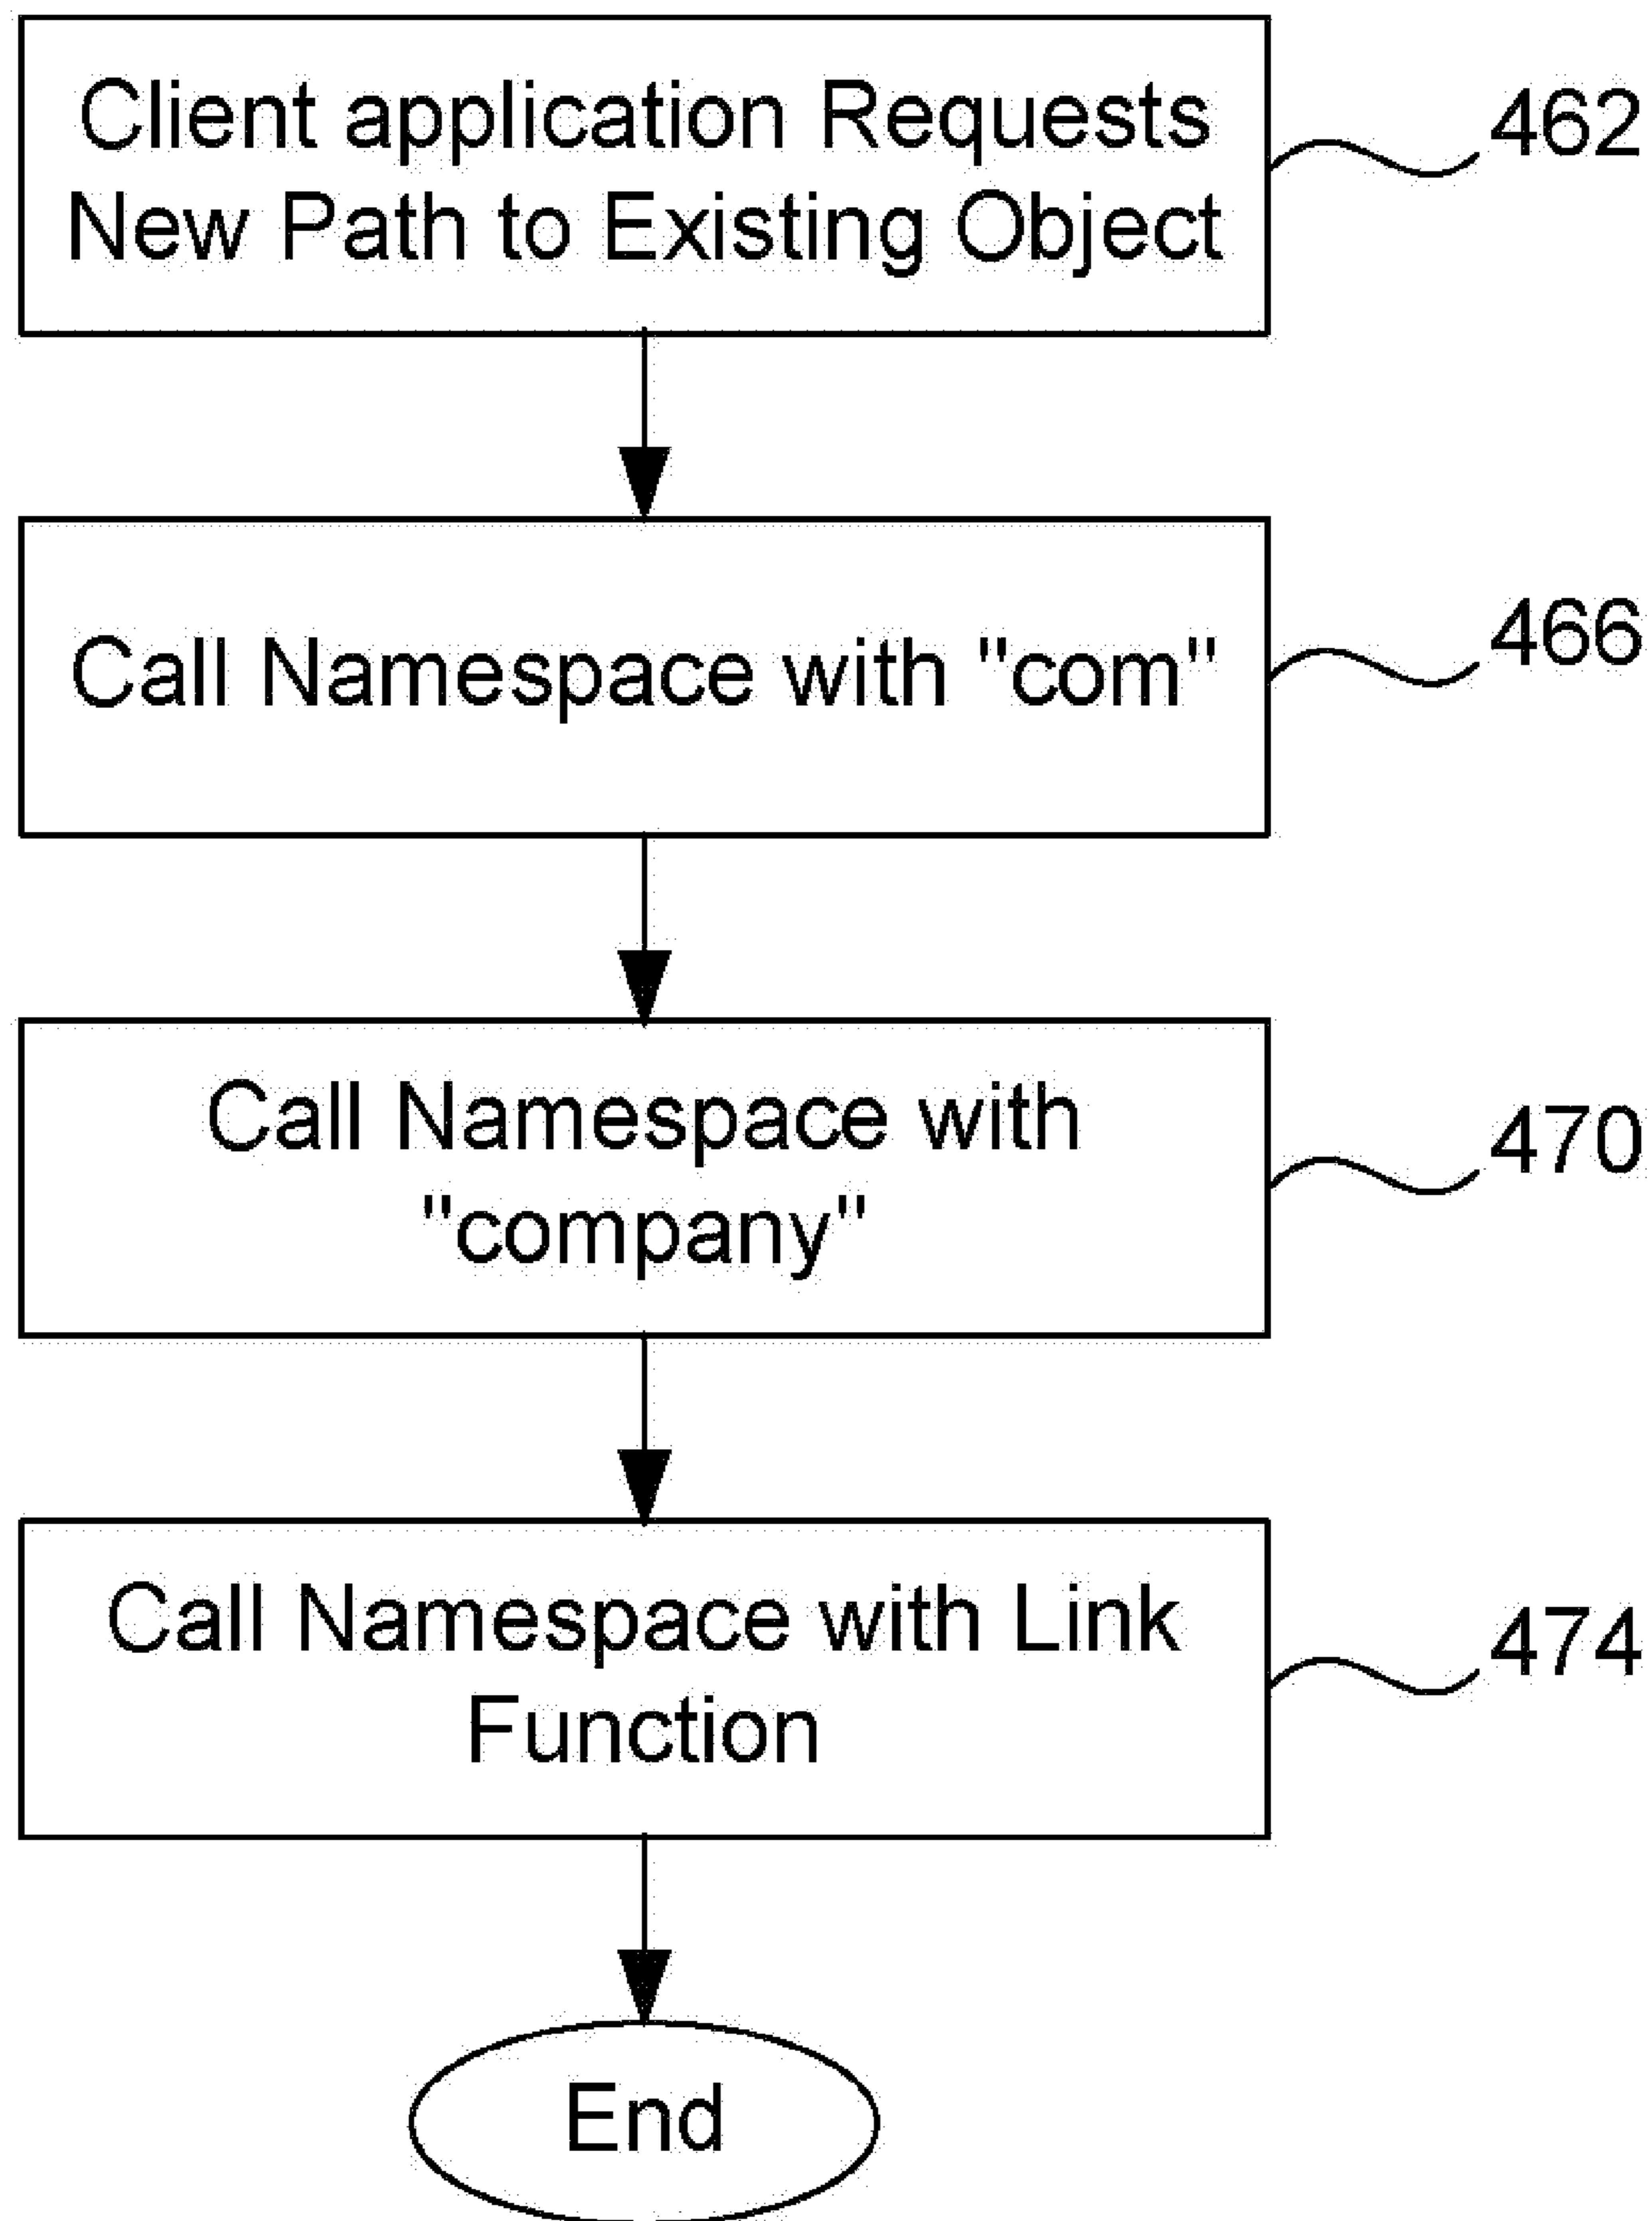 Client application Requests
New Path to Existing Object
462
Call Namespace with "com"
466
Call Namespace with
"company"
470
Call Namespace with Link
Function
474
End